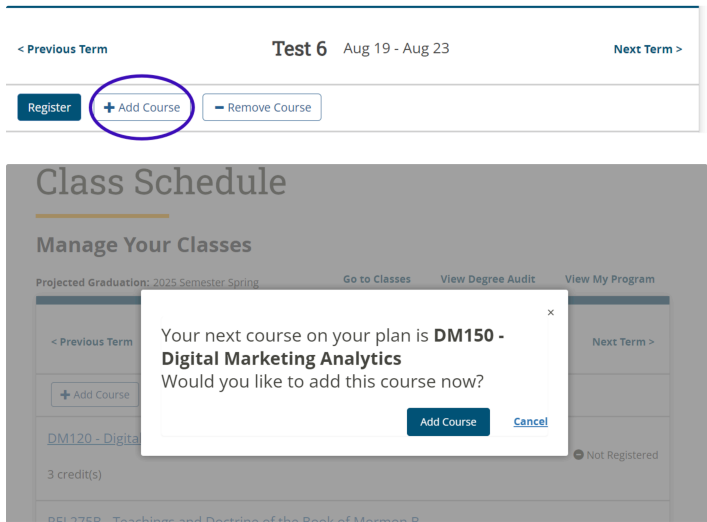 < Previous Term Test 6 Aug 19 - Aug 23 Next Term >
Register + Add Course − Remove Course
Class Schedule
Manage Your Classes
Projected Graduation: 2025 Semester Spring Go to Classes View Degree Audit View My Program
×
Your next course on your plan is DM150 -
< Previous Term Next Term >
Digital Marketing Analytics
Would you like to add this course now?
+ Add Course
Add Course Cancel
DM120 - Digital
Not Registered
3 credit(s)
REL275B - Teachings and Doctrine of the Book of Mormon B